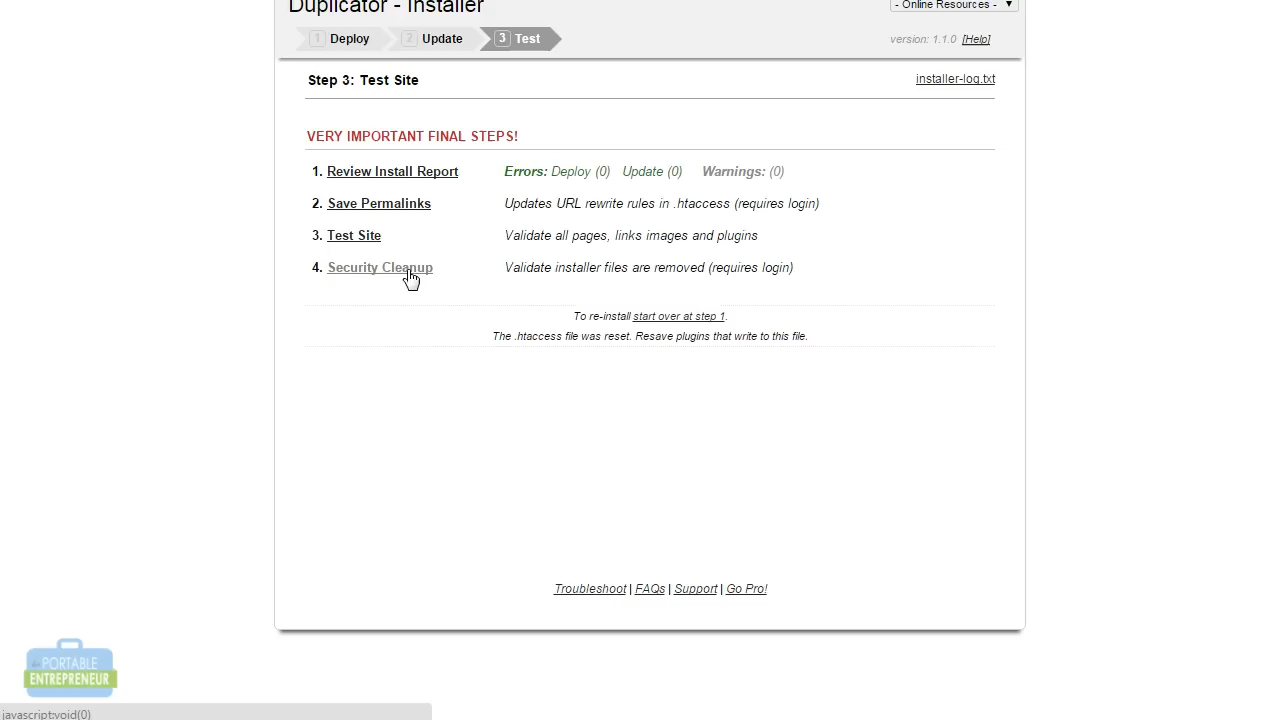 Duplicator - Installer
- Online Resources - ▼
1 Deploy 2 Update 3 Test
version: 1.1.0 [Help]
Step 3: Test Site
installer-log.txt
VERY IMPORTANT FINAL STEPS!
1. Review Install Report Errors: Deploy (0) Update (0) Warnings: (0)
2. Save Permalinks Updates URL rewrite rules in .htaccess (requires login)
3. Test Site Validate all pages, links images and plugins
4. Security Cleanup Validate installer files are removed (requires login)
To re-install start over at step 1.
The .htaccess file was reset. Resave plugins that write to this file.
Troubleshoot | FAQs | Support | Go Pro!
PORTABLE
ENTREPRENEUR
javascript:void(0)